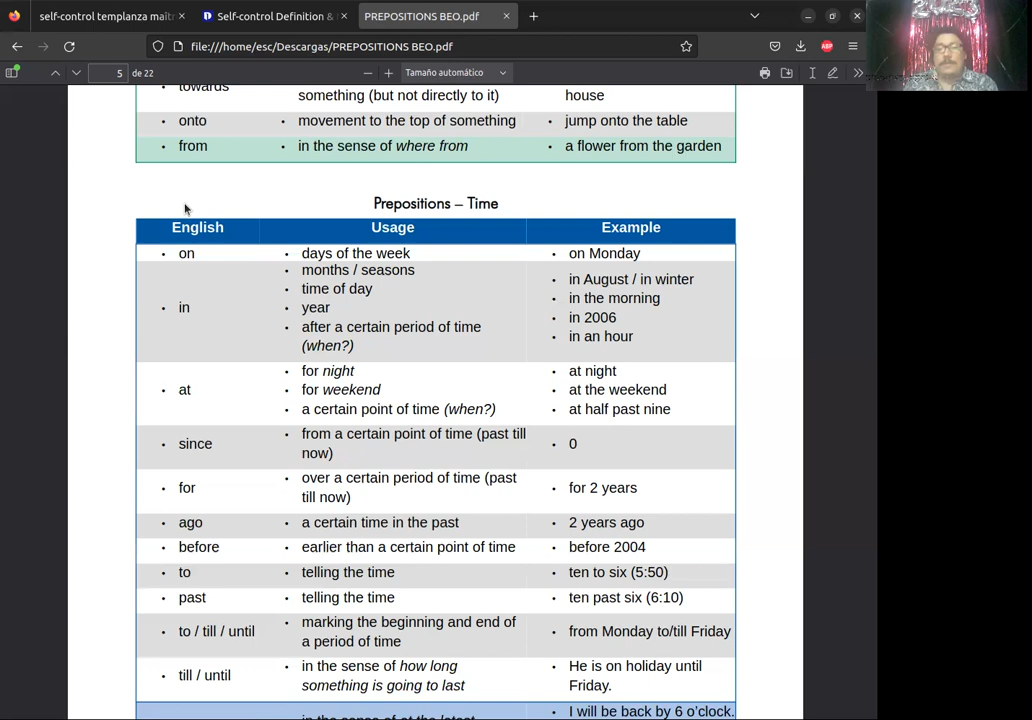 self-control templanza maît
Self-control Definition &
PREPOSITIONS BEO.pdf
file:///home/esc/Descargas/PREPOSITIONS BEO.pdf
ABP
5 de 22
Tamaño automático
towards
something (but not directly to it)
house
onto
movement to the top of something
jump onto the table
from
in the sense of where from
a flower from the garden
Prepositions – Time
English Usage Example
on
days of the week
on Monday
in
months / seasons
time of day
year
after a certain period of time
(when?)
in August / in winter
in the morning
in 2006
in an hour
at
for night
for weekend
a certain point of time (when?)
at night
at the weekend
at half past nine
since
from a certain point of time (past till
now)
0
for
over a certain period of time (past
till now)
for 2 years
ago
a certain time in the past
2 years ago
before
earlier than a certain point of time
before 2004
to
telling the time
ten to six (5:50)
past
telling the time
ten past six (6:10)
to / till / until
marking the beginning and end of
a period of time
from Monday to/till Friday
till / until
in the sense of how long
something is going to last
He is on holiday until
Friday.
in the sense of at the latest
I will be back by 6 o'clock.